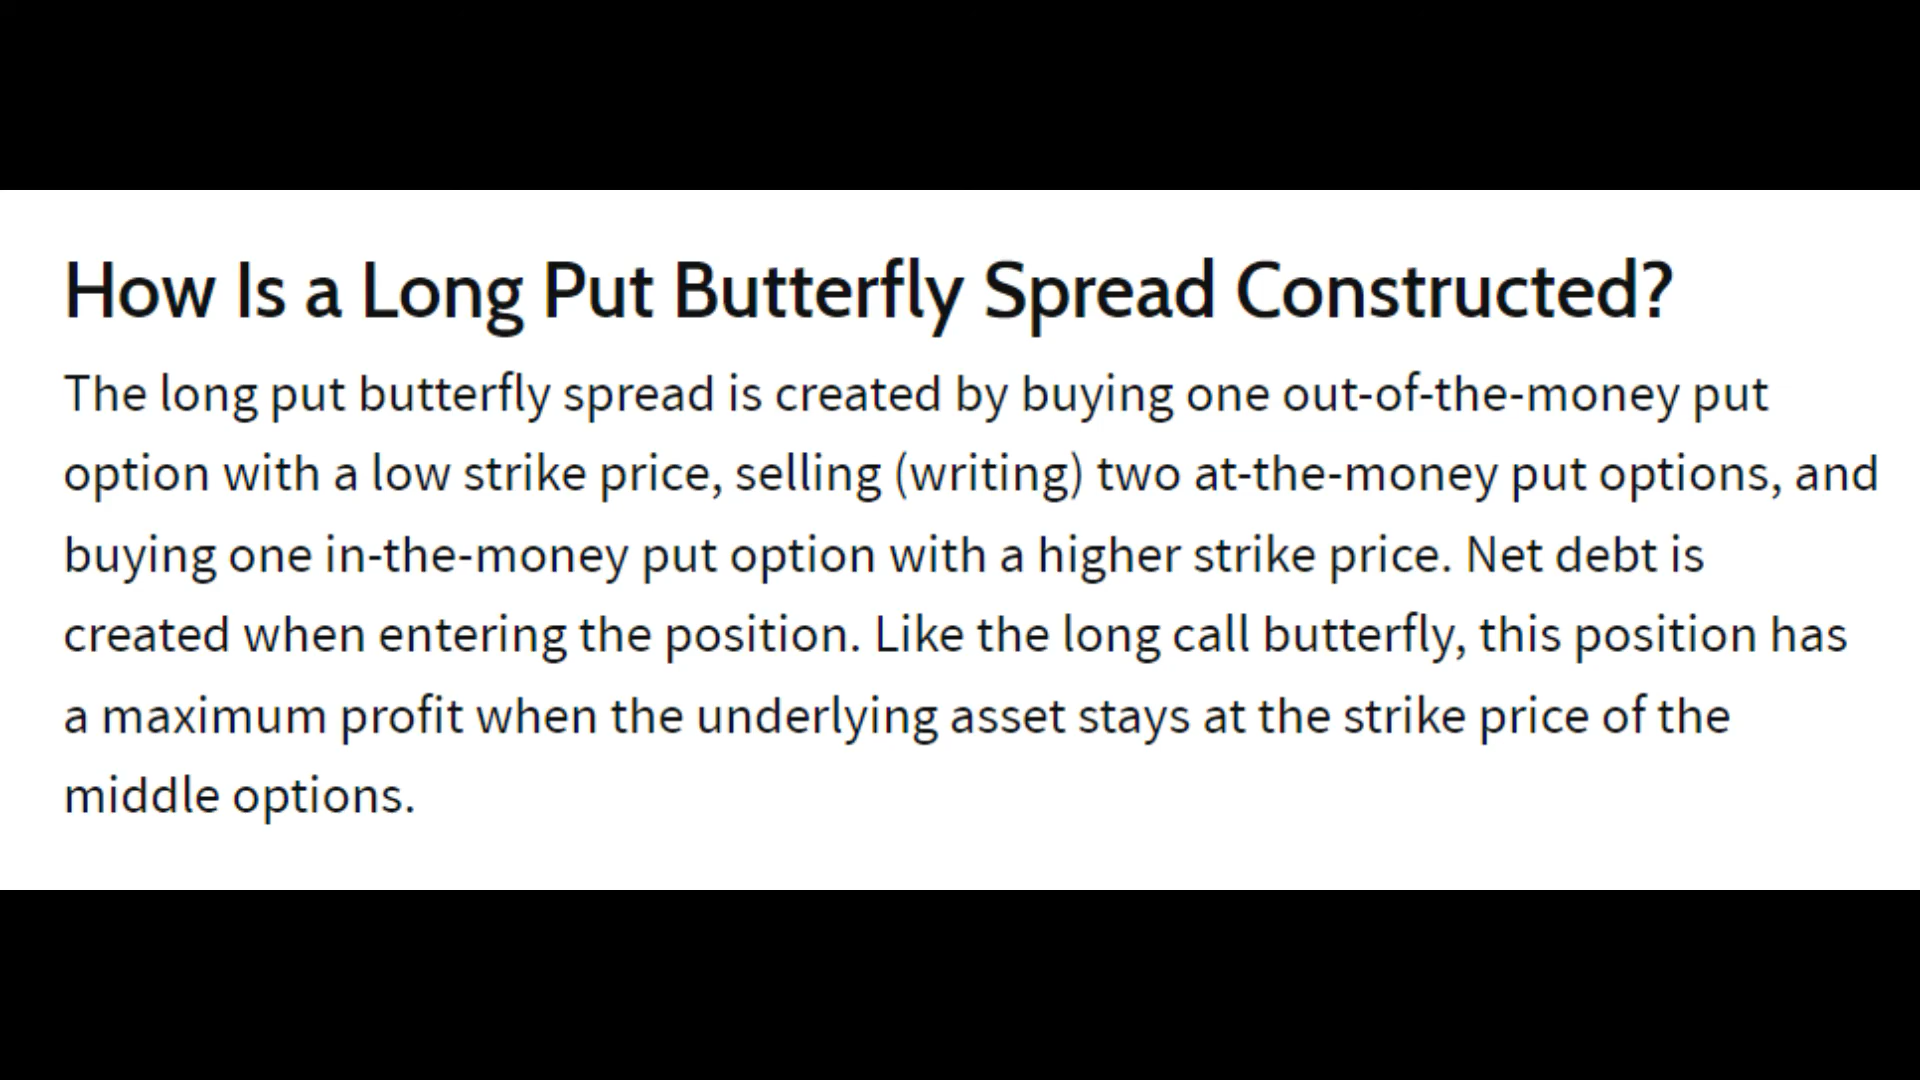 How Is a Long Put Butterfly Spread Constructed?
The long put butterfly spread is created by buying one out-of-the-money put
option with a low strike price, selling (writing) two at-the-money put options, and
buying one in-the-money put option with a higher strike price. Net debt is
created when entering the position. Like the long call butterfly, this position has
a maximum profit when the underlying asset stays at the strike price of the
middle options.